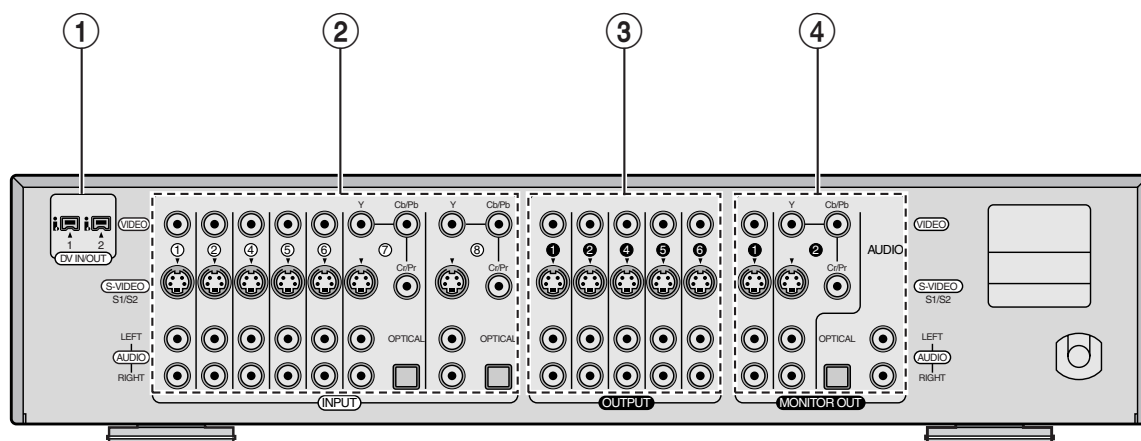 1 2 3 4
Y Cb/Pb Y Cb/Pb Y Cb/Pb
i. i. VIDEO VIDEO
1 2
DV IN/OUT
1 2 4 5 6 7 8 1 2 4 5 6 1 2 AUDIO
Cr/Pr Cr/Pr Cr/Pr
S-VIDEO S-VIDEO
S1/S2 S1/S2
LEFT OPTICAL OPTICAL OPTICAL LEFT
AUDIO AUDIO
RIGHT RIGHT
INPUT OUTPUT MONITOR OUT